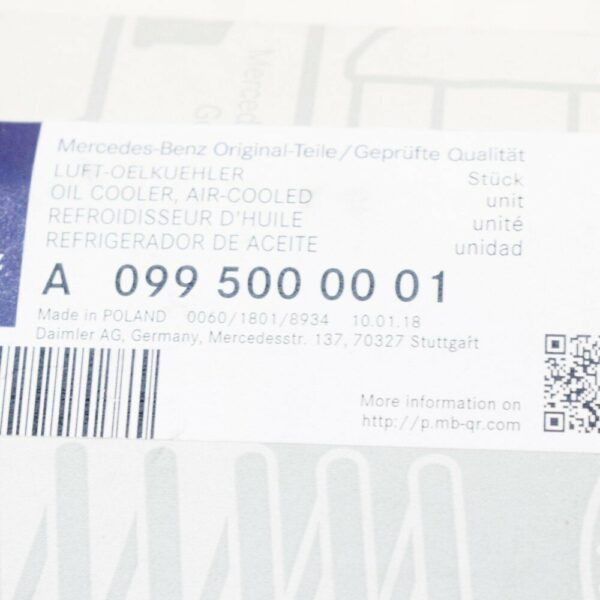 Mercedes-Benz Original-Teile/Geprüfte Qualität
LUFT-OELKUEHLER Stück
OIL COOLER, AIR-COOLED unit
REFROIDISSEUR D'HUILE unité
REFRIGERADOR DE ACEITE unidad
A 099 500 00 01
Made in POLAND 0060/1801/8934 10.01.18
Daimler AG, Germany, Mercedesstr. 137, 70327 Stuttgart
More information on
http://p.mb-qr.com